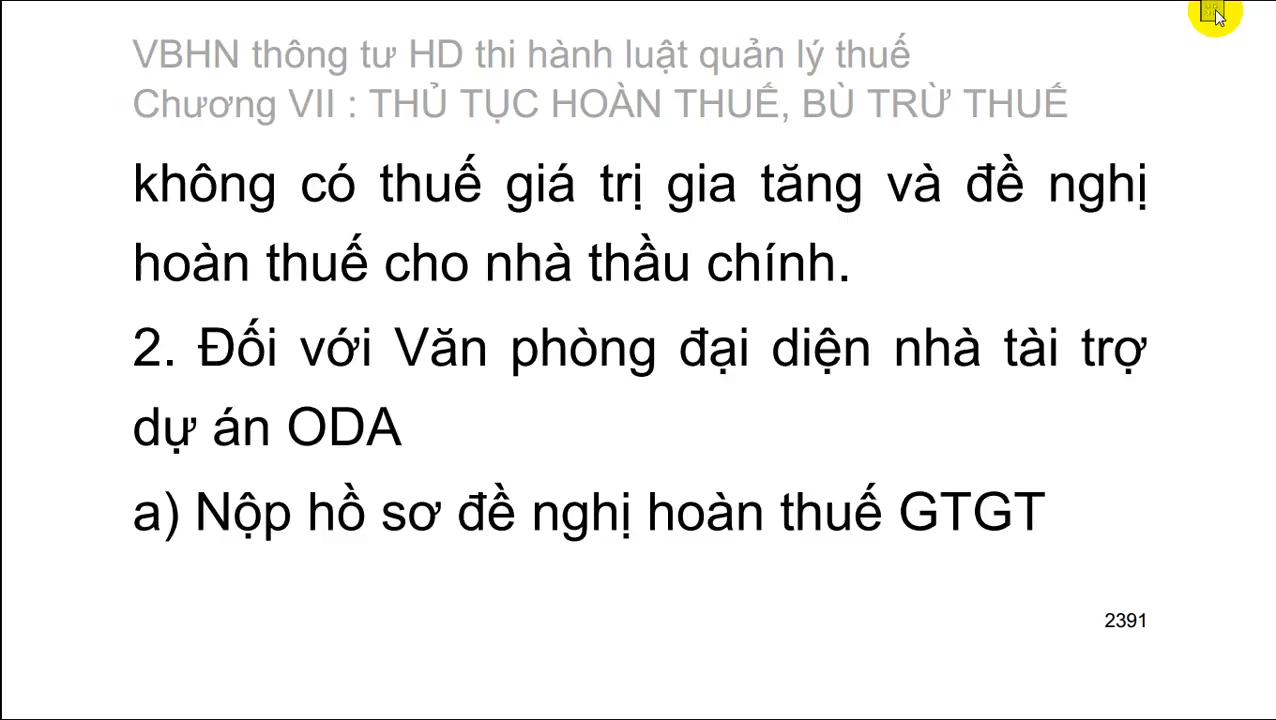 VBHN thông tư HD thi hành luật quản lý thuế
Chương VII : THỦ TỤC HOÀN THUẾ, BÙ TRỪ THUẾ
không có thuế giá trị gia tăng và đề nghị
hoàn thuế cho nhà thầu chính.
2. Đối với Văn phòng đại diện nhà tài trợ
dự án ODA
a) Nộp hồ sơ đề nghị hoàn thuế GTGT
2391